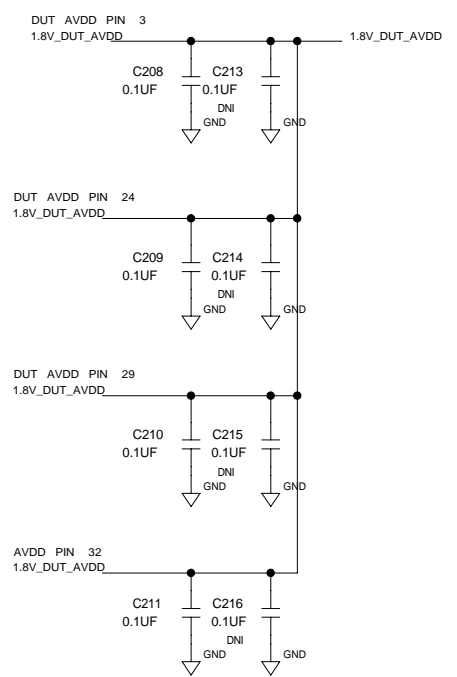 DUT AVDD PIN 3
1.8V_DUT_AVDD 1.8V_DUT_AVDD
C208 C213
0.1UF 0.1UF
DNI
GND GND
DUT AVDD PIN 24
1.8V_DUT_AVDD
C209 C214
0.1UF 0.1UF
DNI
GND GND
DUT AVDD PIN 29
1.8V_DUT_AVDD
C210 C215
0.1UF 0.1UF
DNI
GND GND
AVDD PIN 32
1.8V_DUT_AVDD
C211 C216
0.1UF 0.1UF
DNI
GND GND